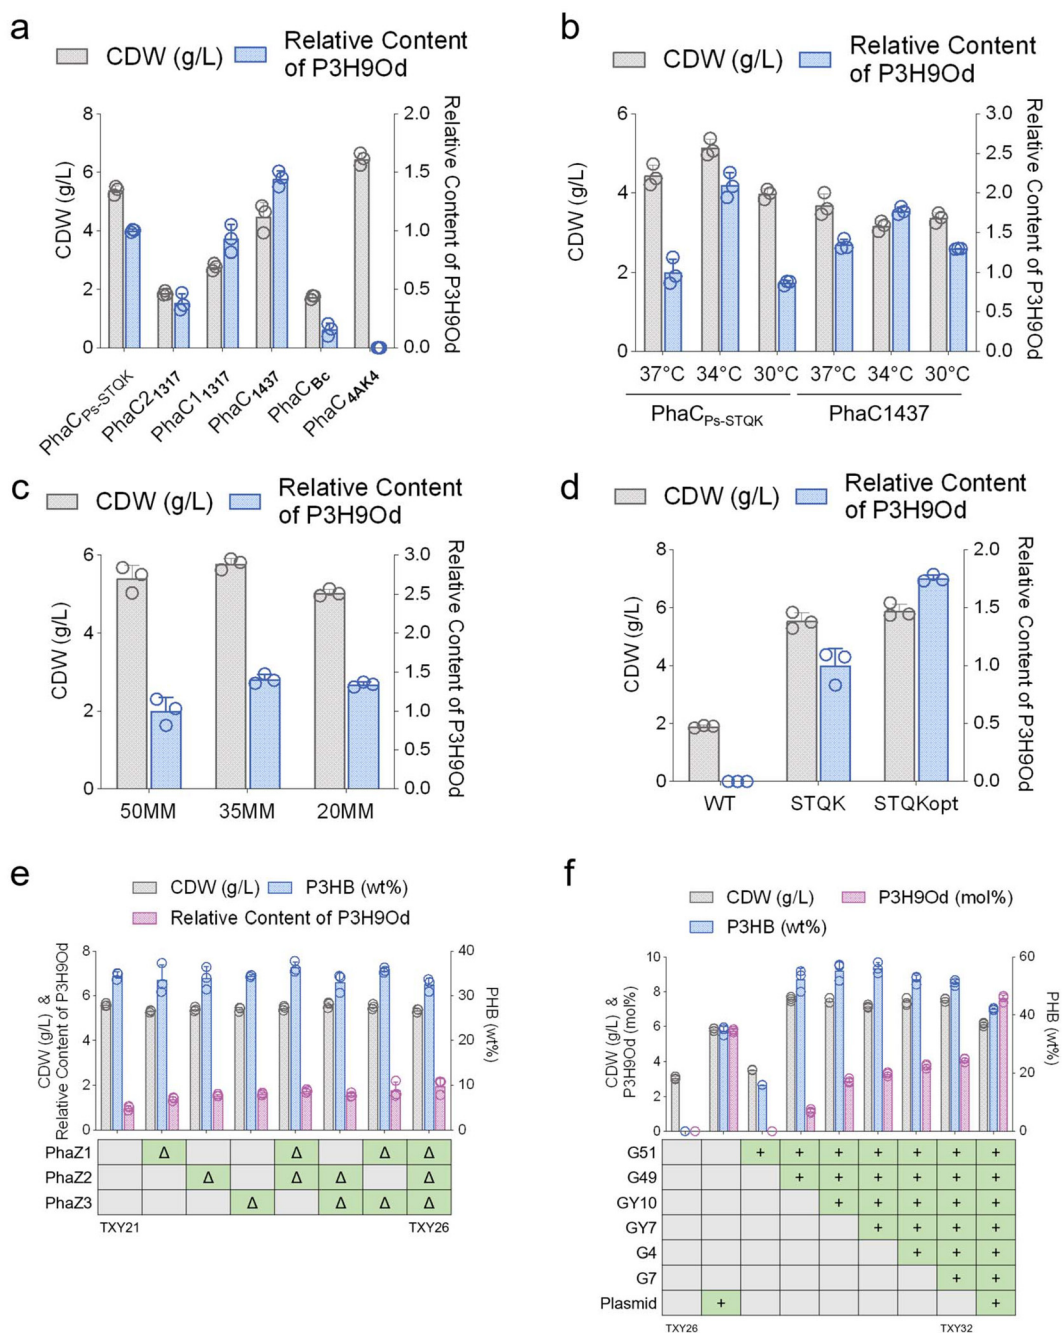 a
CDW (g/L)
Relative Content
of P3H9Od
8
6
4
2
0
CDW (g/L)
2.0
1.5
1.0
0.5
0.0
Relative Content of P3H9Od
PhaCPs-STQK
PhaC21317
PhaC11317
PhaC1437
PhaCBc
PhaC4AK4
b
CDW (g/L)
Relative Content
of P3H9Od
6
4
2
0
CDW (g/L)
3.0
2.5
2.0
1.5
1.0
0.5
0.0
Relative Content of P3H9Od
37°C 34°C 30°C 37°C 34°C 30°C
PhaCPs-STQK PhaC1437
c
CDW (g/L)
Relative Content
of P3H9Od
6
4
2
0
CDW (g/L)
3.0
2.5
2.0
1.5
1.0
0.5
0.0
Relative Content of P3H9Od
50MM 35MM 20MM
d
CDW (g/L)
Relative Content
of P3H9Od
8
6
4
2
0
CDW (g/L)
2.0
1.5
1.0
0.5
0.0
Relative Content of P3H9Od
WT STQK STQKopt
e
CDW (g/L) P3HB (wt%)
Relative Content of P3H9Od
8
6
4
2
0
CDW (g/L) &
Relative Content of P3H9Od
40
30
20
10
0
PHB (wt%)
PhaZ1 Δ Δ Δ Δ
PhaZ2 Δ Δ Δ Δ
PhaZ3 Δ Δ Δ Δ
TXY21 TXY26
f
CDW (g/L) P3H9Od (mol%)
P3HB (wt%)
10
8
6
4
2
0
CDW (g/L) &
P3H9Od (mol%)
60
40
20
0
PHB (wt%)
G51 + + + + + + +
G49 + + + + + +
GY10 + + + + +
GY7 + + + +
G4 + + +
G7 + +
Plasmid + +
TXY26 TXY32